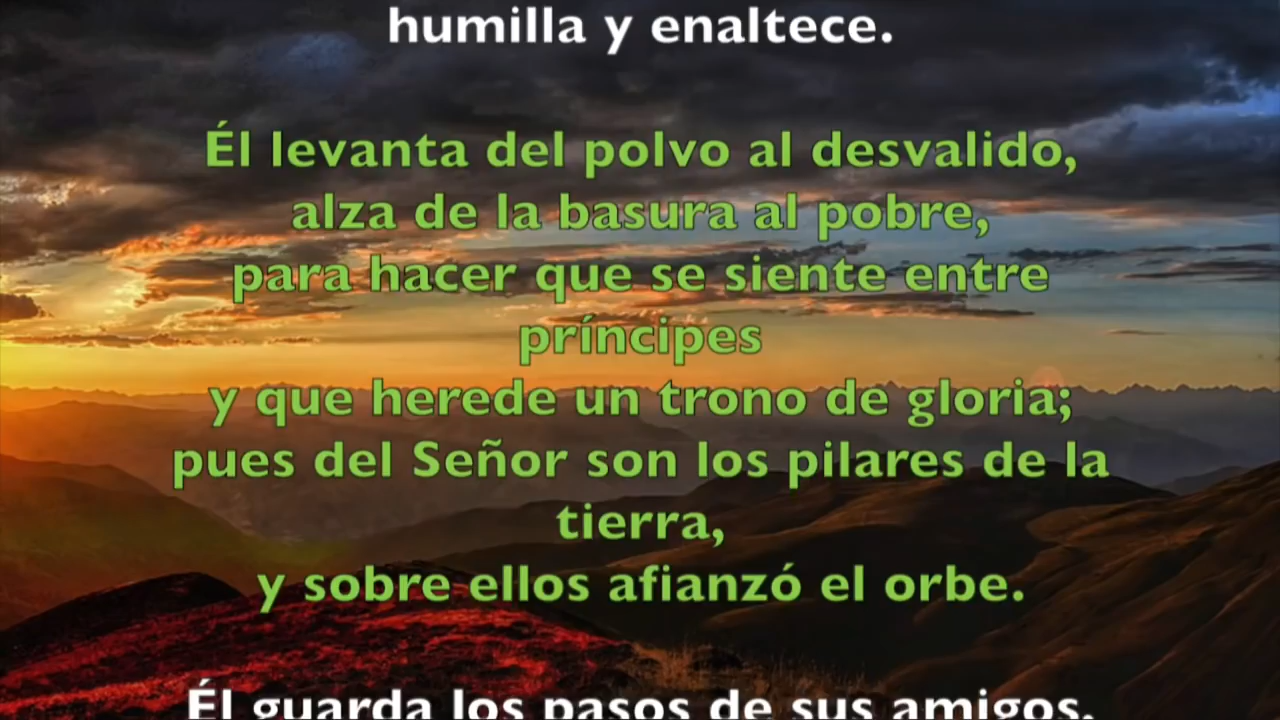 humilla y enaltece.
Él levanta del polvo al desvalido,
alza de la basura al pobre,
para hacer que se siente entre
príncipes
y que herede un trono de gloria;
pues del Señor son los pilares de la
tierra,
y sobre ellos afianzó el orbe.
Él guarda los pasos de sus amigos,